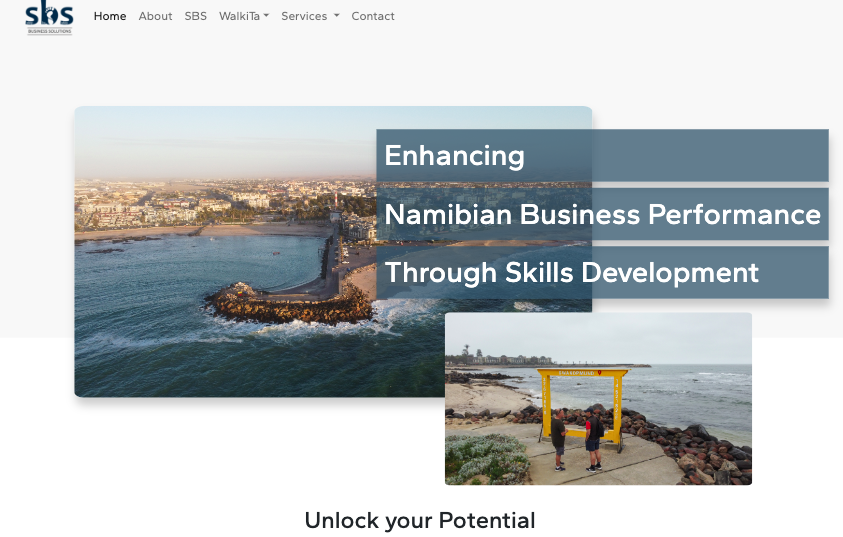 sbs
BUSINESS SOLUTIONS
Home About SBS WalkiTa Services Contact
Enhancing
Namibian Business Performance
Through Skills Development
SWAKOPMUND
Unlock your Potential